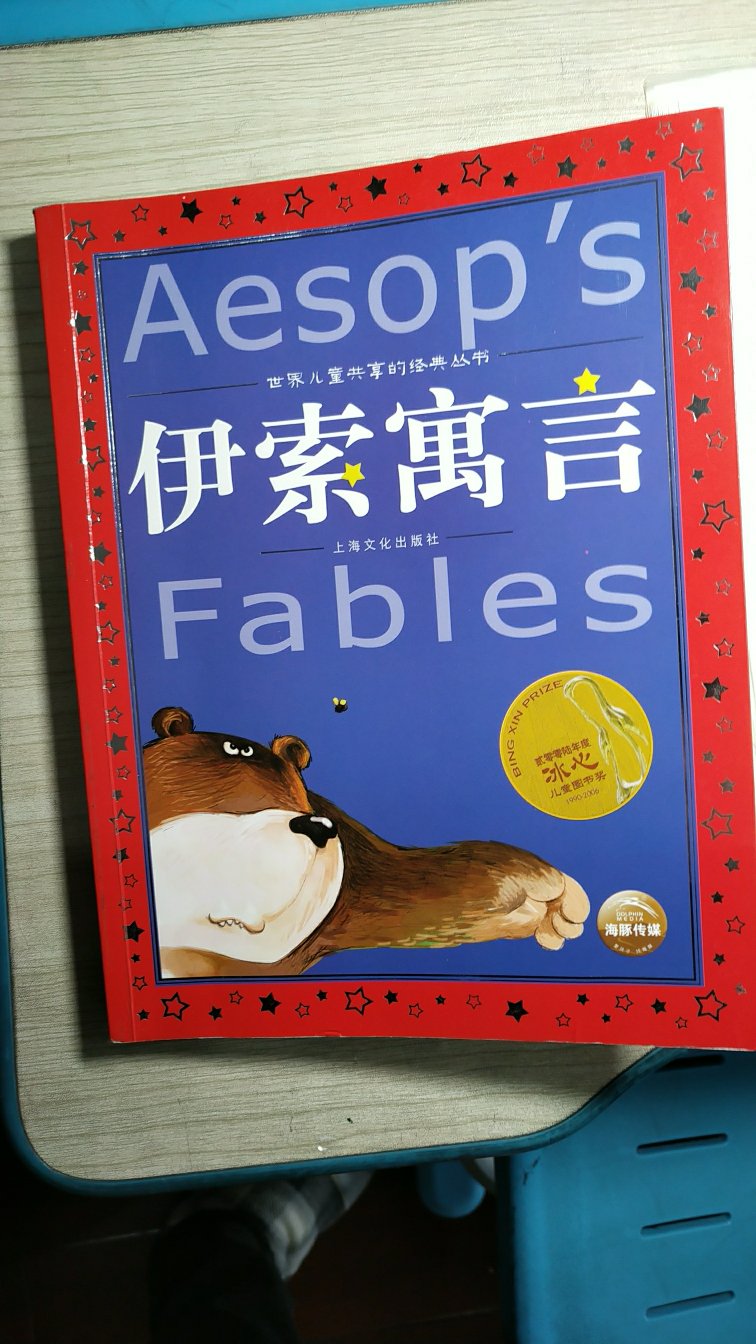 Aesop's
世界儿童共享的经典丛书
伊索寓言
上海文化出版社
Fables
BING XIN PRIZE
贰零零陆年度
冰心
儿童图书奖
1990-2006
DOLPHIN
MEDIA
海豚传媒